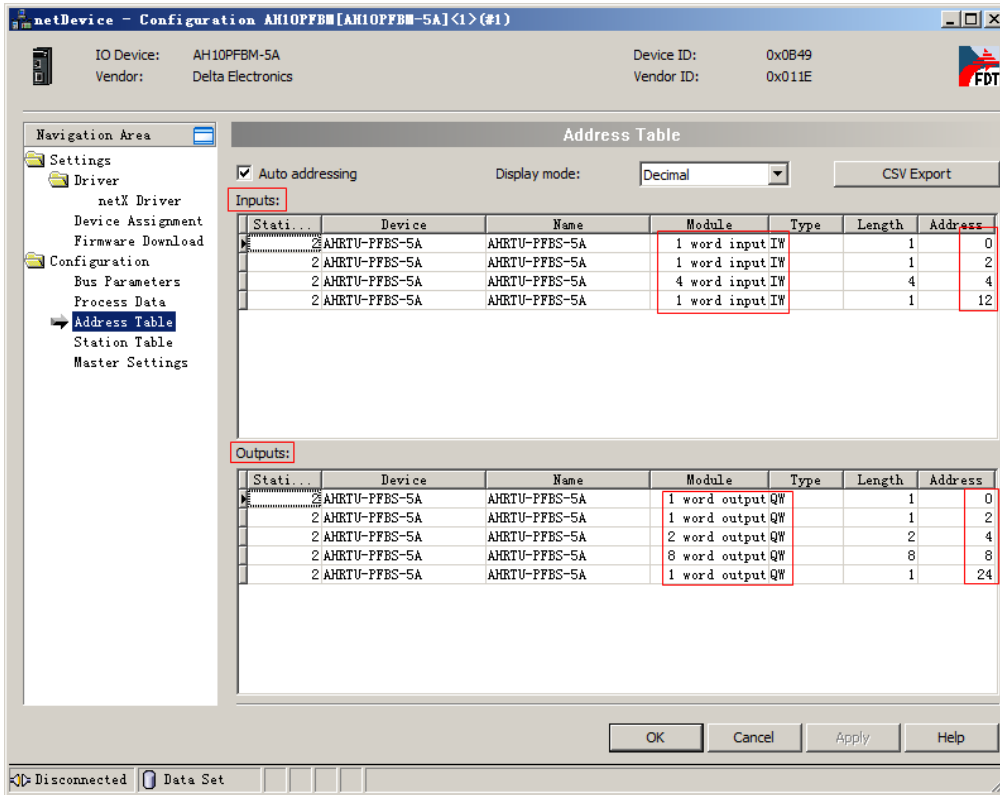 netDevice - Configuration AH10PFBM[AH10PFBM-5A]<1>(#1)
IO Device: AH10PFBM-5A Device ID: 0x0B49
Vendor: Delta Electronics Vendor ID: 0x011E
FDT
Navigation Area
Settings
Driver
netX Driver
Device Assignment
Firmware Download
Configuration
Bus Parameters
Process Data
Address Table
Station Table
Master Settings
Address Table
Auto addressing Display mode: Decimal CSV Export
Inputs:
Stati... Device Name Module Type Length Address
2 AHRTU-PFBS-5A AHRTU-PFBS-5A 1 word input IW 1 0
2 AHRTU-PFBS-5A AHRTU-PFBS-5A 1 word input IW 1 2
2 AHRTU-PFBS-5A AHRTU-PFBS-5A 4 word input IW 4 4
2 AHRTU-PFBS-5A AHRTU-PFBS-5A 1 word input IW 1 12
Outputs:
Stati... Device Name Module Type Length Address
2 AHRTU-PFBS-5A AHRTU-PFBS-5A 1 word output QW 1 0
2 AHRTU-PFBS-5A AHRTU-PFBS-5A 1 word output QW 1 2
2 AHRTU-PFBS-5A AHRTU-PFBS-5A 2 word output QW 2 4
2 AHRTU-PFBS-5A AHRTU-PFBS-5A 8 word output QW 8 8
2 AHRTU-PFBS-5A AHRTU-PFBS-5A 1 word output QW 1 24
OK Cancel Apply Help
Disconnected Data Set